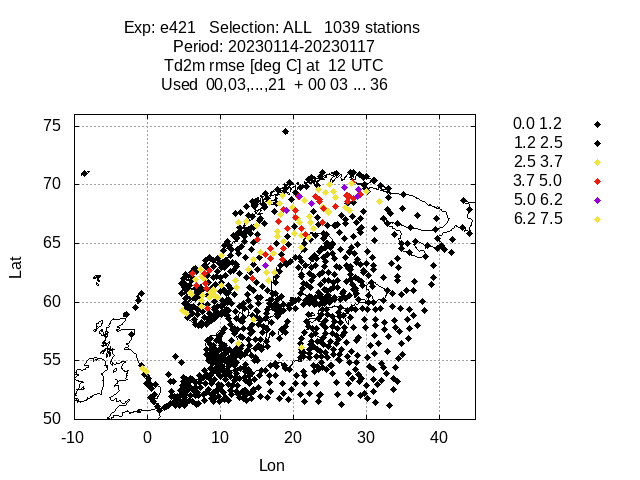 Exp: e421 Selection: ALL 1039 stations
Period: 20230114-20230117
Td2m rmse [deg C] at 12 UTC
Used 00,03,...,21 + 00 03 ... 36
75
70
65
60
55
50
Lat
-10 0 10 20 30 40
Lon
0.0 1.2
1.2 2.5
2.5 3.7
3.7 5.0
5.0 6.2
6.2 7.5